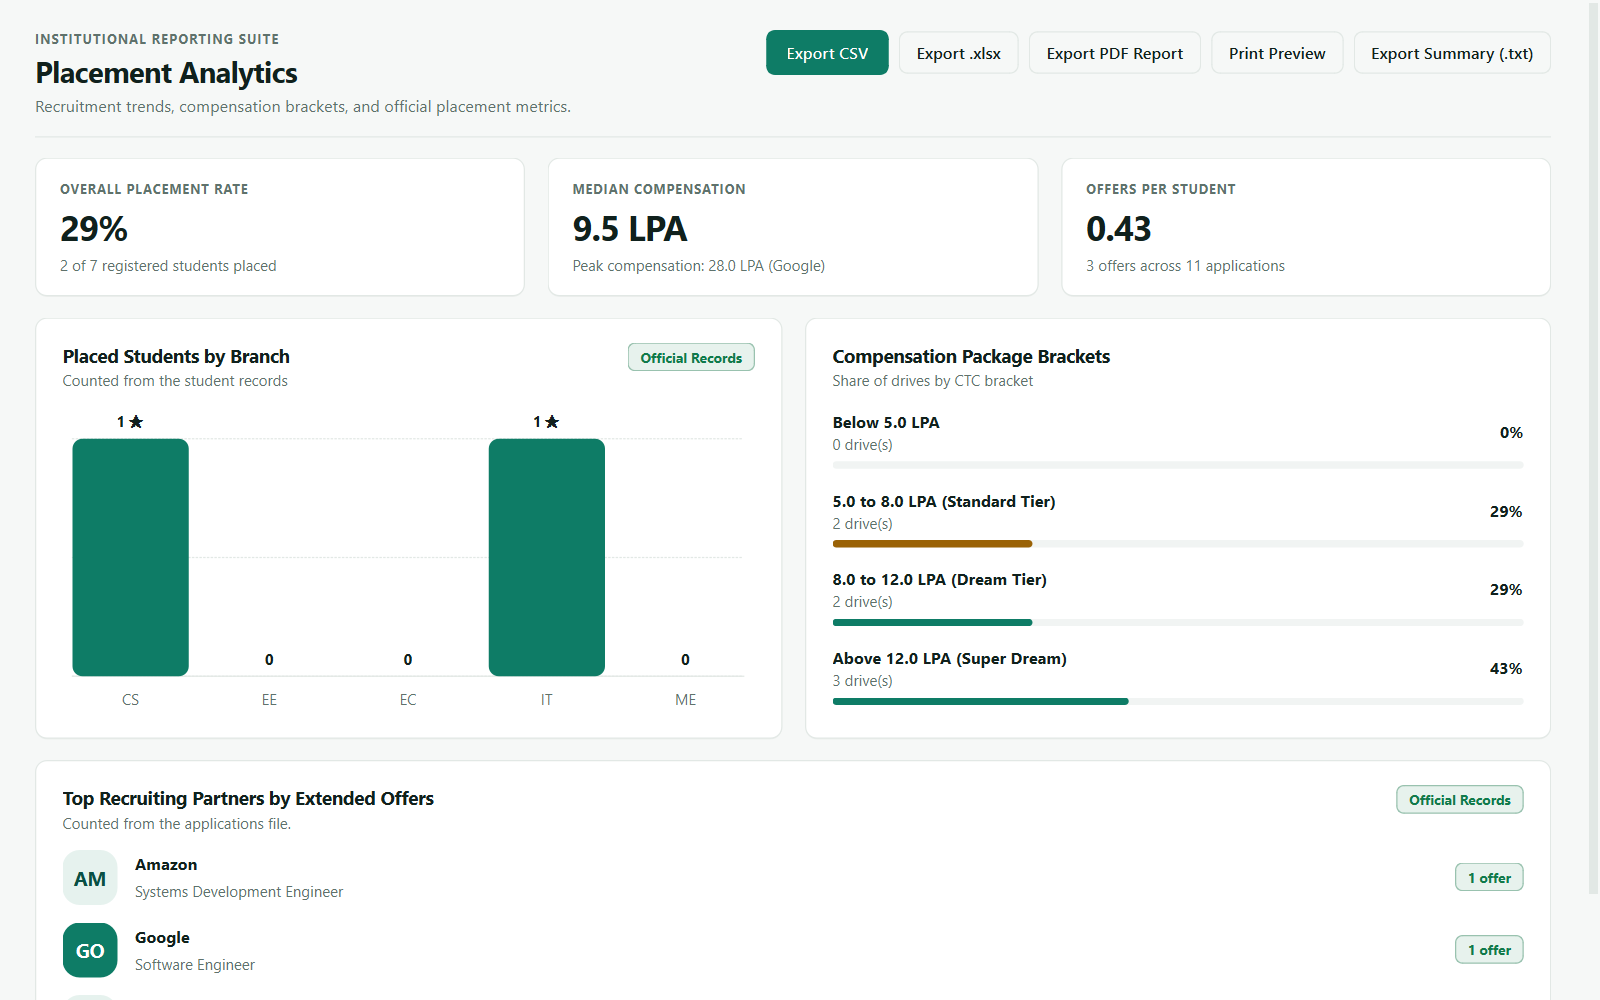 INSTITUTIONAL REPORTING SUITE
Placement Analytics
Recruitment trends, compensation brackets, and official placement metrics.
Export CSV
Export .xlsx
Export PDF Report
Print Preview
Export Summary (.txt)
OVERALL PLACEMENT RATE
29%
2 of 7 registered students placed
MEDIAN COMPENSATION
9.5 LPA
Peak compensation: 28.0 LPA (Google)
OFFERS PER STUDENT
0.43
3 offers across 11 applications
Placed Students by Branch
Official Records
Counted from the student records
1 ★
1 ★
0
0
0
CS
EE
EC
IT
ME
Compensation Package Brackets
Share of drives by CTC bracket
Below 5.0 LPA
0 drive(s)
0%
5.0 to 8.0 LPA (Standard Tier)
2 drive(s)
29%
8.0 to 12.0 LPA (Dream Tier)
2 drive(s)
29%
Above 12.0 LPA (Super Dream)
3 drive(s)
43%
Top Recruiting Partners by Extended Offers
Official Records
Counted from the applications file.
AM
Amazon
Systems Development Engineer
1 offer
GO
Google
Software Engineer
1 offer